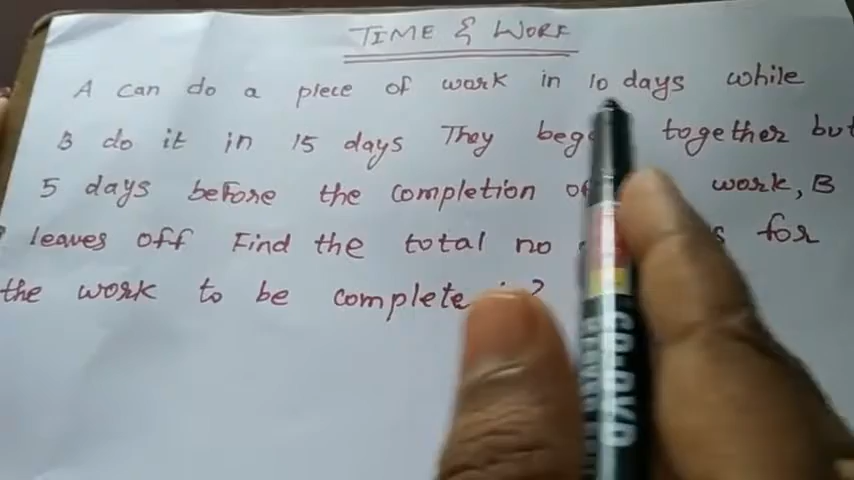 TIME & WORK
A can do a piece of work in 10 days while
B do it in 15 days They bega together but
5 days before the completion of work, B
leaves off Find the total no for
the work to be complete